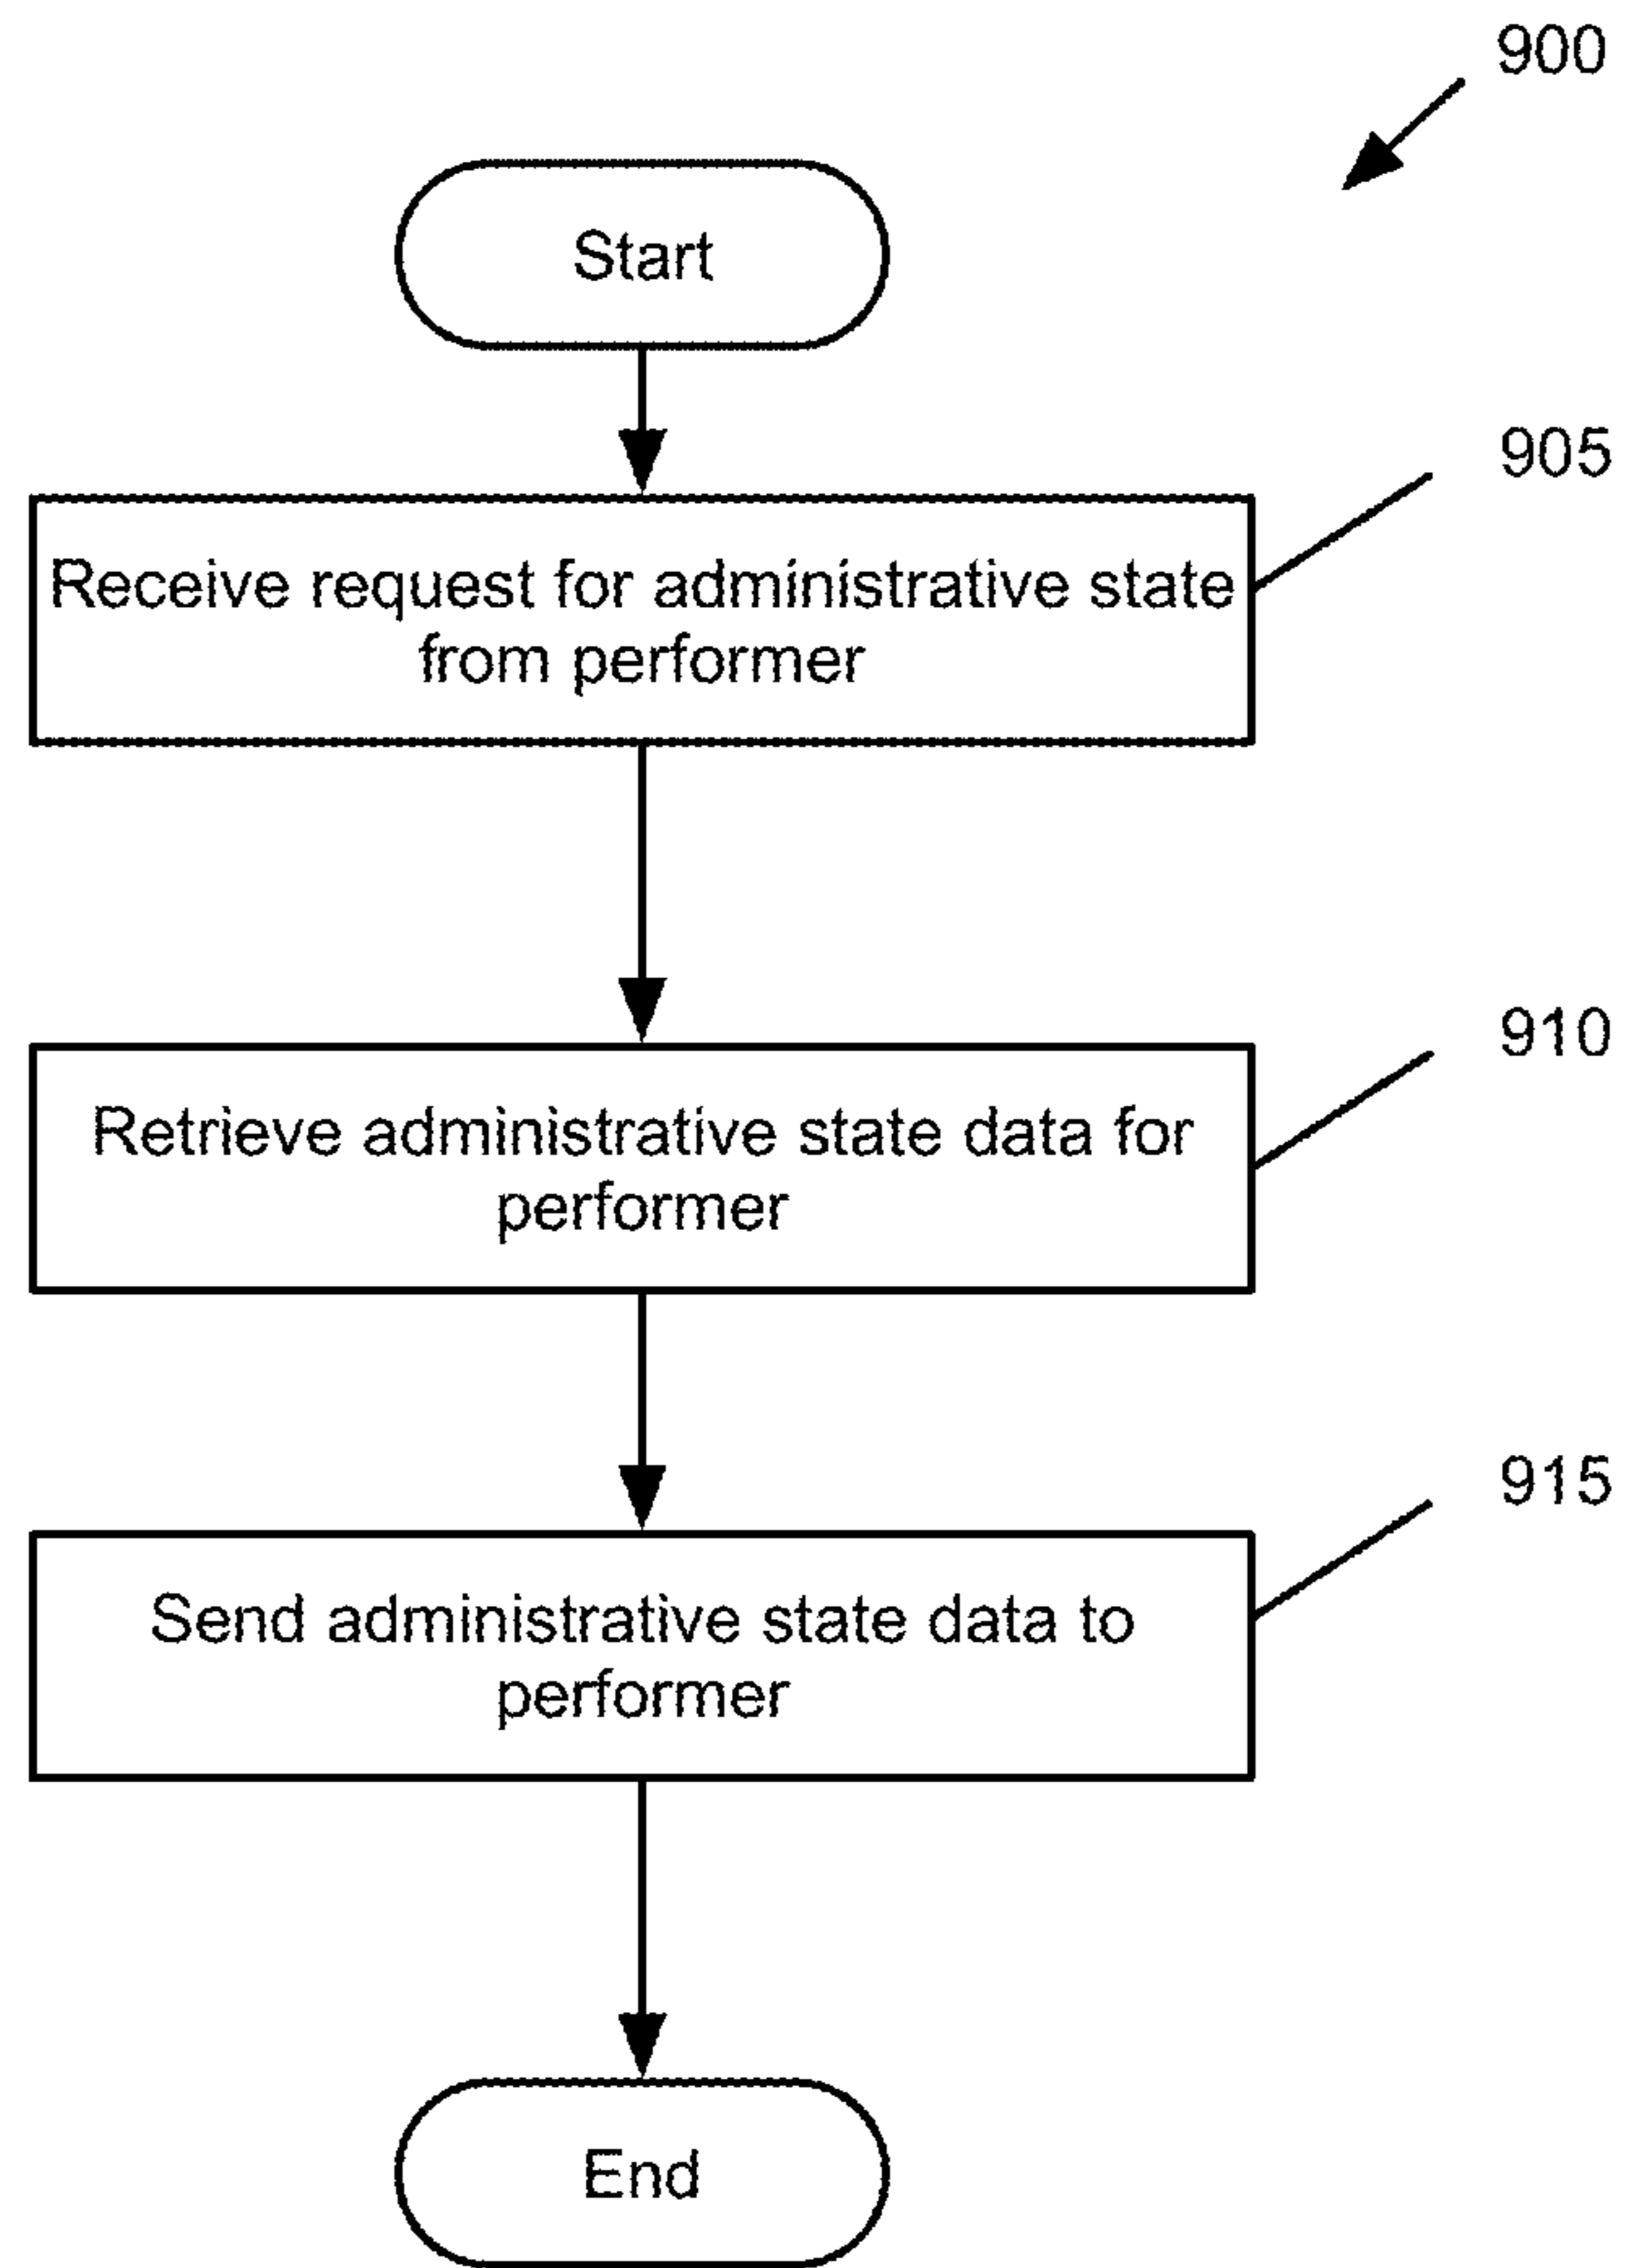 900
Start
905
Receive request for administrative state
from performer
910
Retrieve administrative state data for
performer
915
Send administrative state data to
performer
End